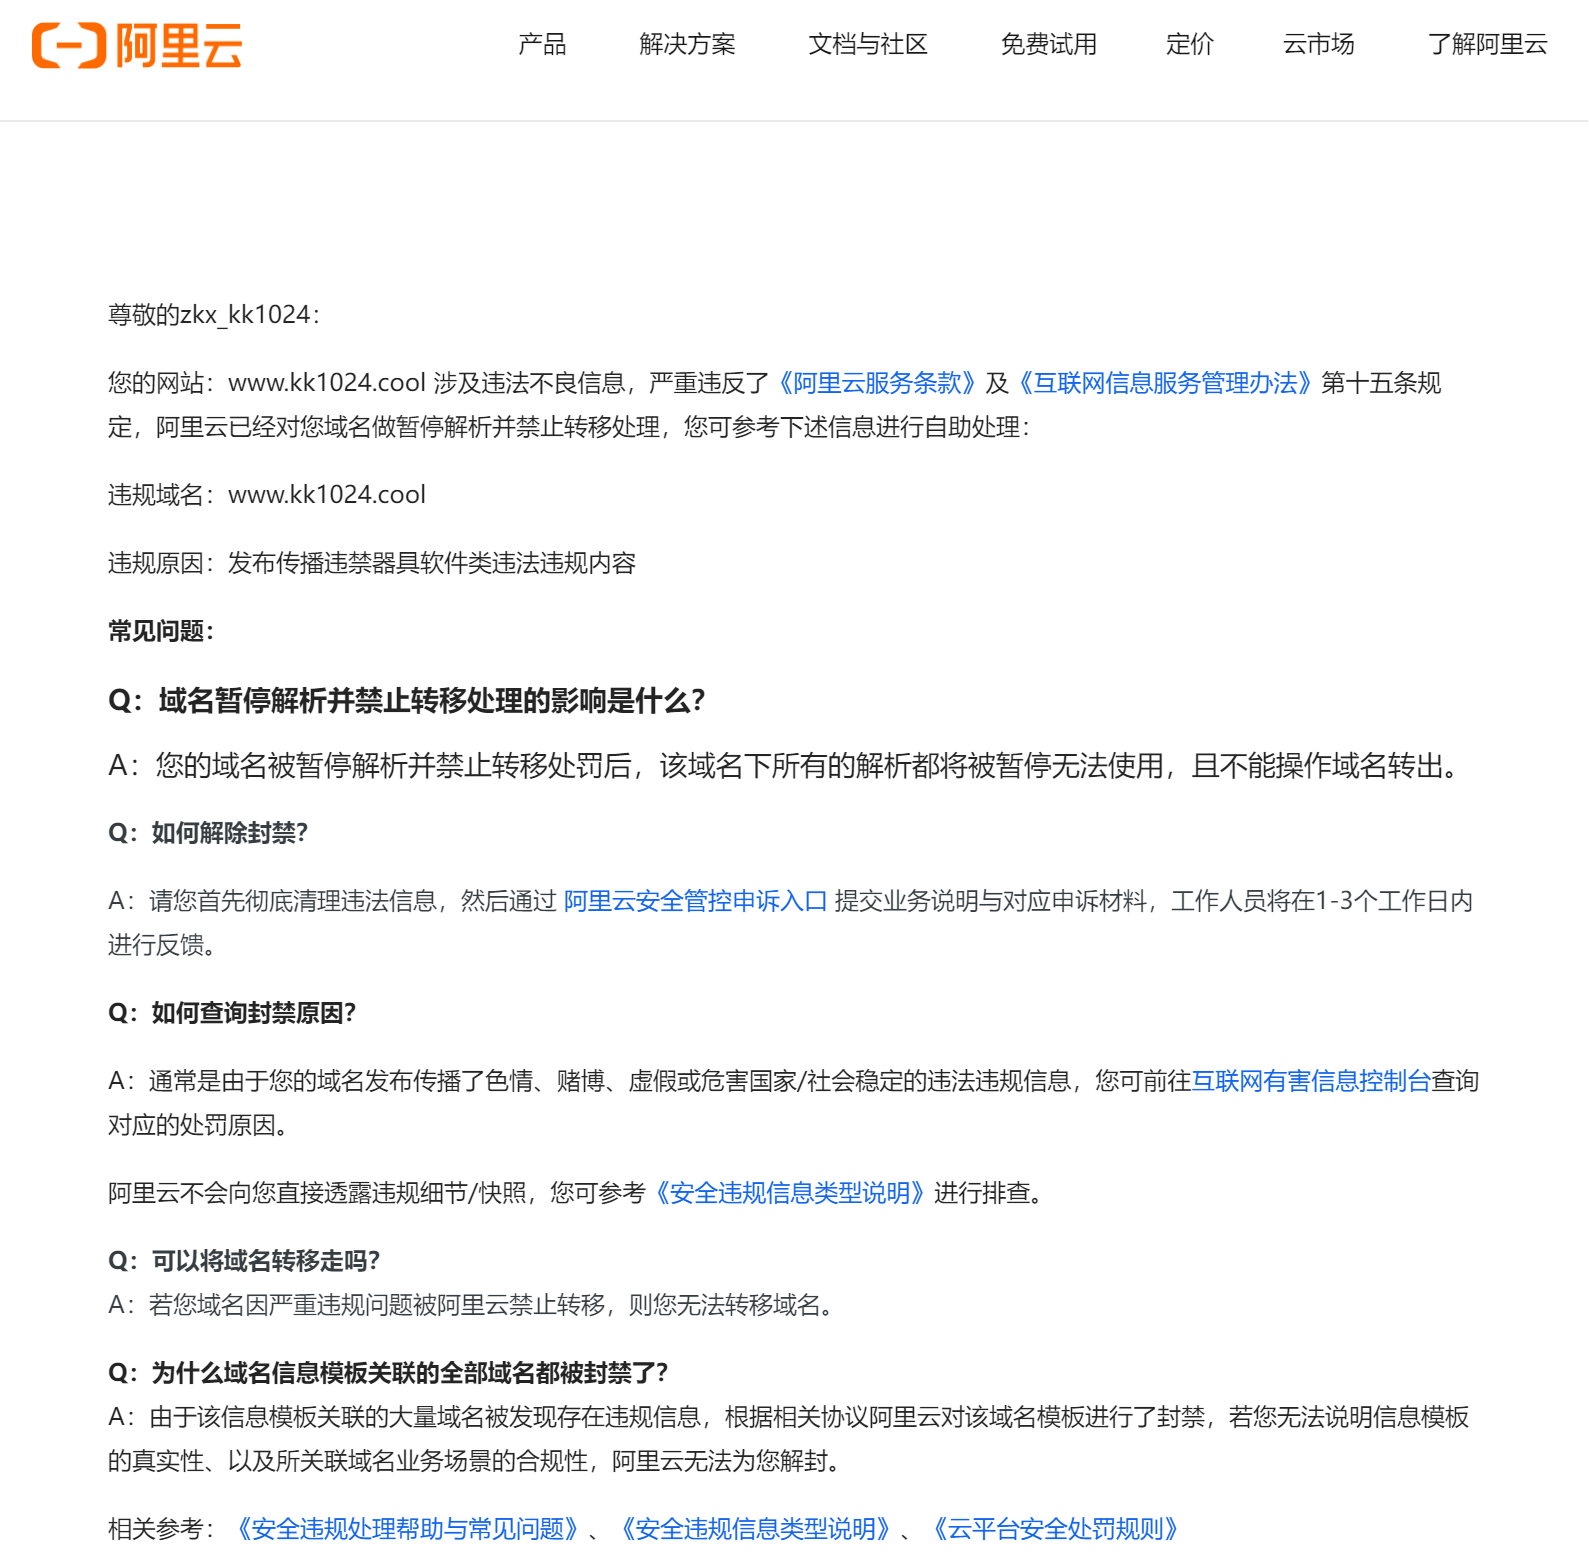 阿里云
产品 解决方案 文档与社区 免费试用 定价 云市场 了解阿里云
尊敬的zkx_kk1024：
您的网站：www.kk1024.cool 涉及违法不良信息，严重违反了《阿里云服务条款》及《互联网信息服务管理办法》第十五条规
定，阿里云已经对您域名做暂停解析并禁止转移处理，您可参考下述信息进行自助处理：
违规域名：www.kk1024.cool
违规原因：发布传播违禁器具软件类违法违规内容
常见问题：
Q：域名暂停解析并禁止转移处理的影响是什么？
A：您的域名被暂停解析并禁止转移处罚后，该域名下所有的解析都将被暂停无法使用，且不能操作域名转出。
Q：如何解除封禁？
A：请您首先彻底清理违法信息，然后通过 阿里云安全管控申诉入口 提交业务说明与对应申诉材料，工作人员将在1-3个工作日内
进行反馈。
Q：如何查询封禁原因？
A：通常是由于您的域名发布传播了色情、赌博、虚假或危害国家/社会稳定的违法违规信息，您可前往互联网有害信息控制台查询
对应的处罚原因。
阿里云不会向您直接透露违规细节/快照，您可参考《安全违规信息类型说明》进行排查。
Q：可以将域名转移走吗？
A：若您域名因严重违规问题被阿里云禁止转移，则您无法转移域名。
Q：为什么域名信息模板关联的全部域名都被封禁了？
A：由于该信息模板关联的大量域名被发现存在违规信息，根据相关协议阿里云对该域名模板进行了封禁，若您无法说明信息模板
的真实性、以及所关联域名业务场景的合规性，阿里云无法为您解封。
相关参考：《安全违规处理帮助与常见问题》、《安全违规信息类型说明》、《云平台安全处罚规则》